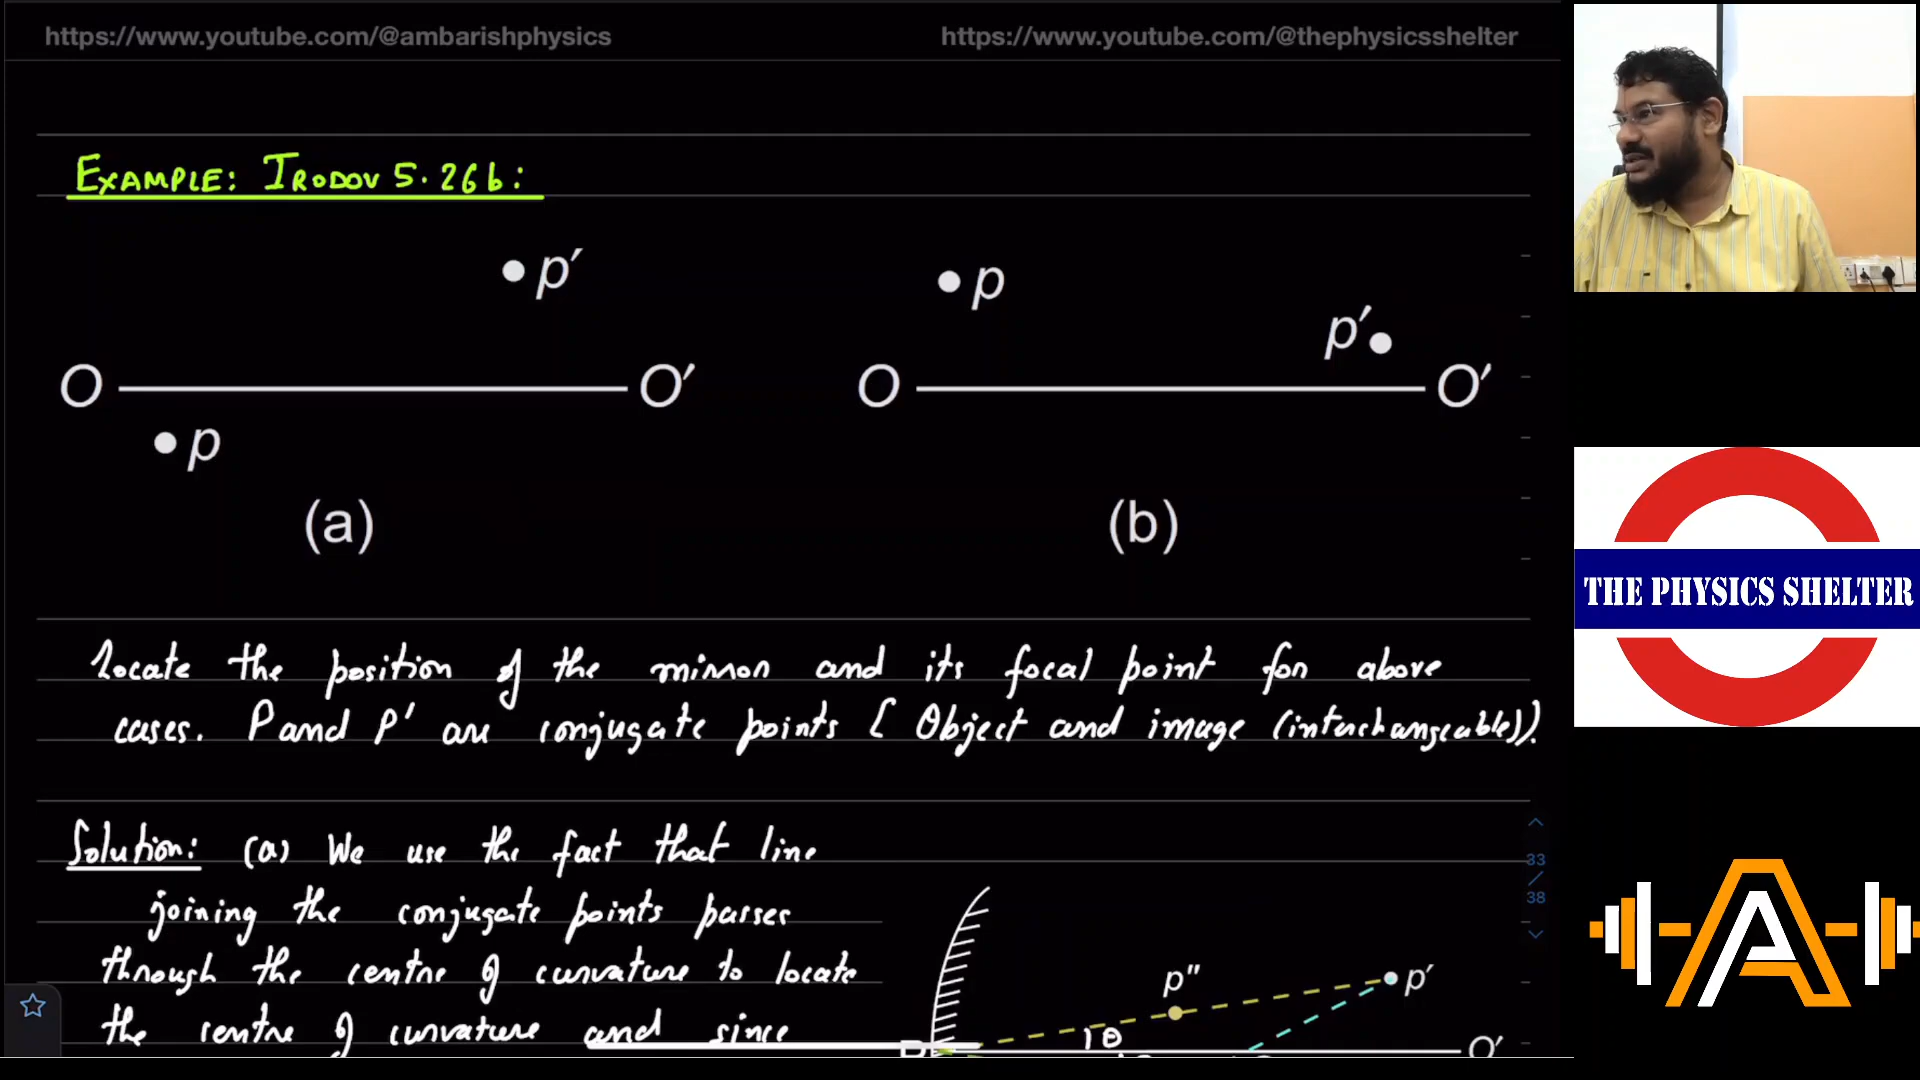 https://www.youtube.com/@ambarishphysics https://www.youtube.com/@thephysicsshelter
EXAMPLE: IRODOV 5.26b:
p′ p
p′
O O′ O O′
p
(a) (b)
Locate the position of the mirror and its focal point for above
cases. P and P′ are conjugate points [Object and image (interchangeable)].
Solution: (a) We use the fact that line
joining the conjugate points passes
through the centre of curvature to locate
the centre of curvature and since
p″ p′
θ
O′
33
/
38
THE PHYSICS SHELTER
A